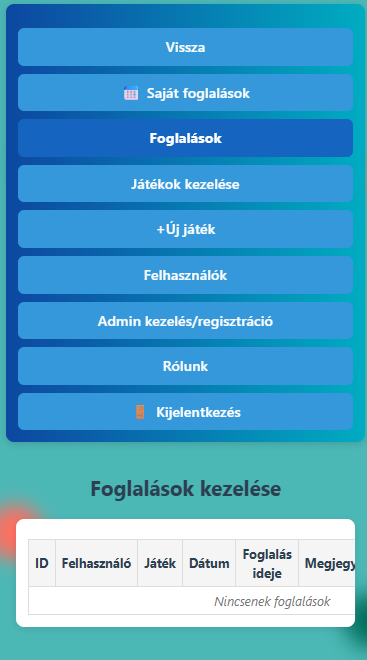 Vissza
Saját foglalások
Foglalások
Játékok kezelése
+Új játék
Felhasználók
Admin kezelés/regisztráció
Rólunk
Kijelentkezés
Foglalások kezelése
ID Felhasználó Játék Dátum Foglalás ideje Megjegy
Nincsenek foglalások